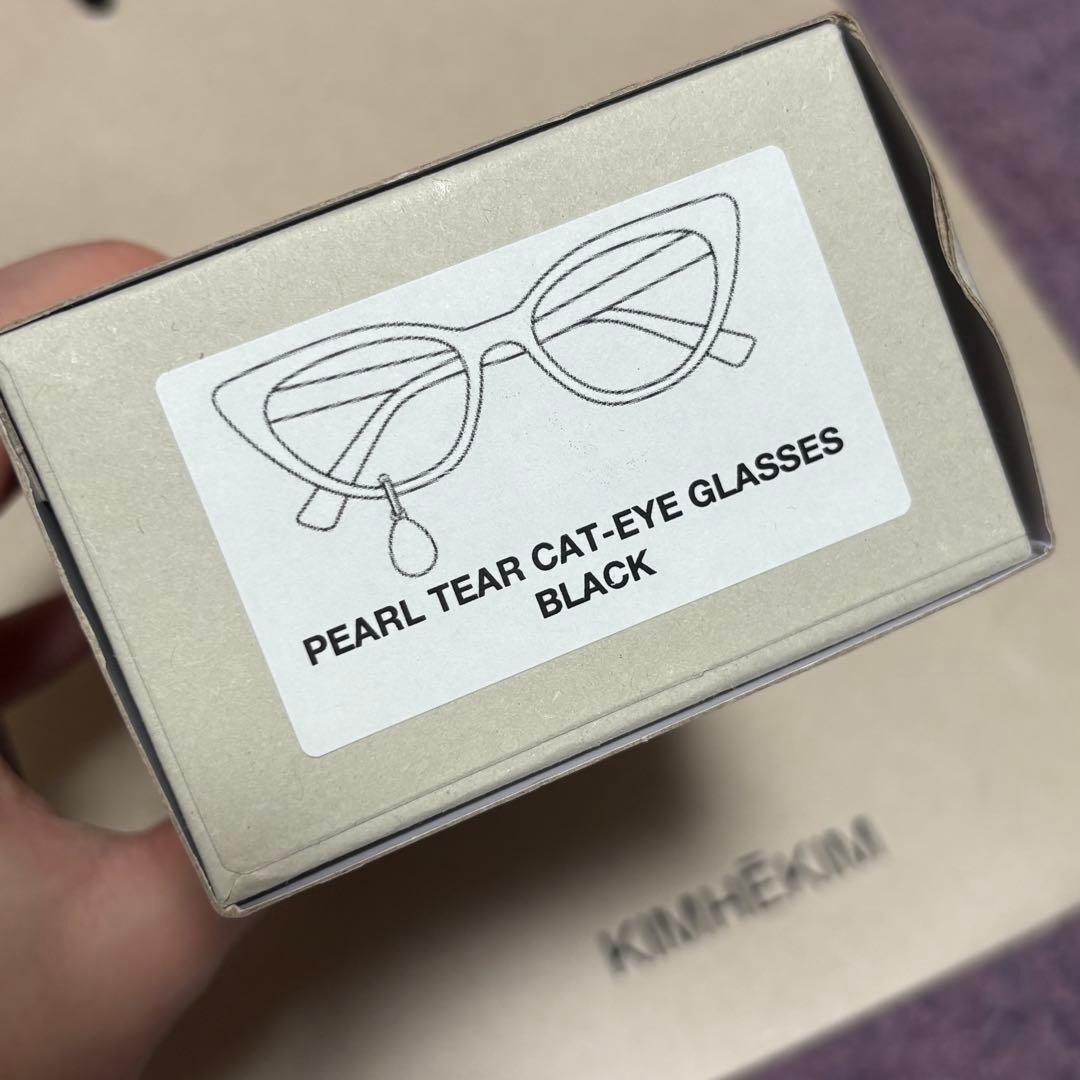 PEARL TEAR CAT-EYE GLASSES
BLACK
KIMHĒKIM